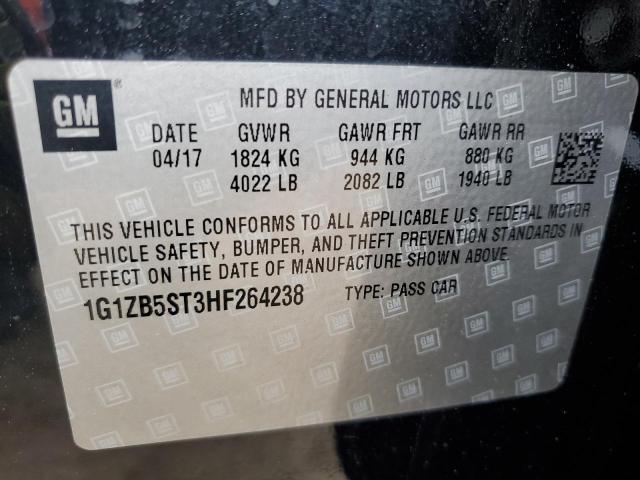 GM®
MFD BY GENERAL MOTORS LLC
DATE GVWR GAWR FRT GAWR RR
04/17 1824 KG 944 KG 880 KG
4022 LB 2082 LB 1940 LB
THIS VEHICLE CONFORMS TO ALL APPLICABLE U.S. FEDERAL MOTOR
VEHICLE SAFETY, BUMPER, AND THEFT PREVENTION STANDARDS IN
EFFECT ON THE DATE OF MANUFACTURE SHOWN ABOVE.
1G1ZB5ST3HF264238 TYPE: PASS CAR